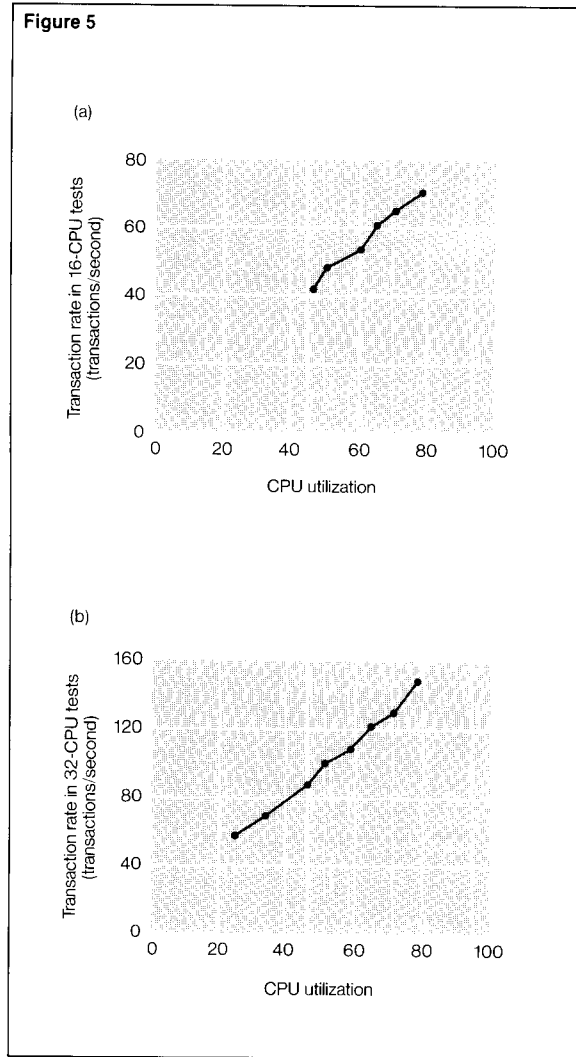 Figure 5
(a)
Transaction rate in 16-CPU tests
(transactions/second)
80
60
40
20
0
0 20 40 60 80 100
CPU utilization
(b)
Transaction rate in 32-CPU tests
(transactions/second)
160
120
80
40
0
0 20 40 60 80 100
CPU utilization